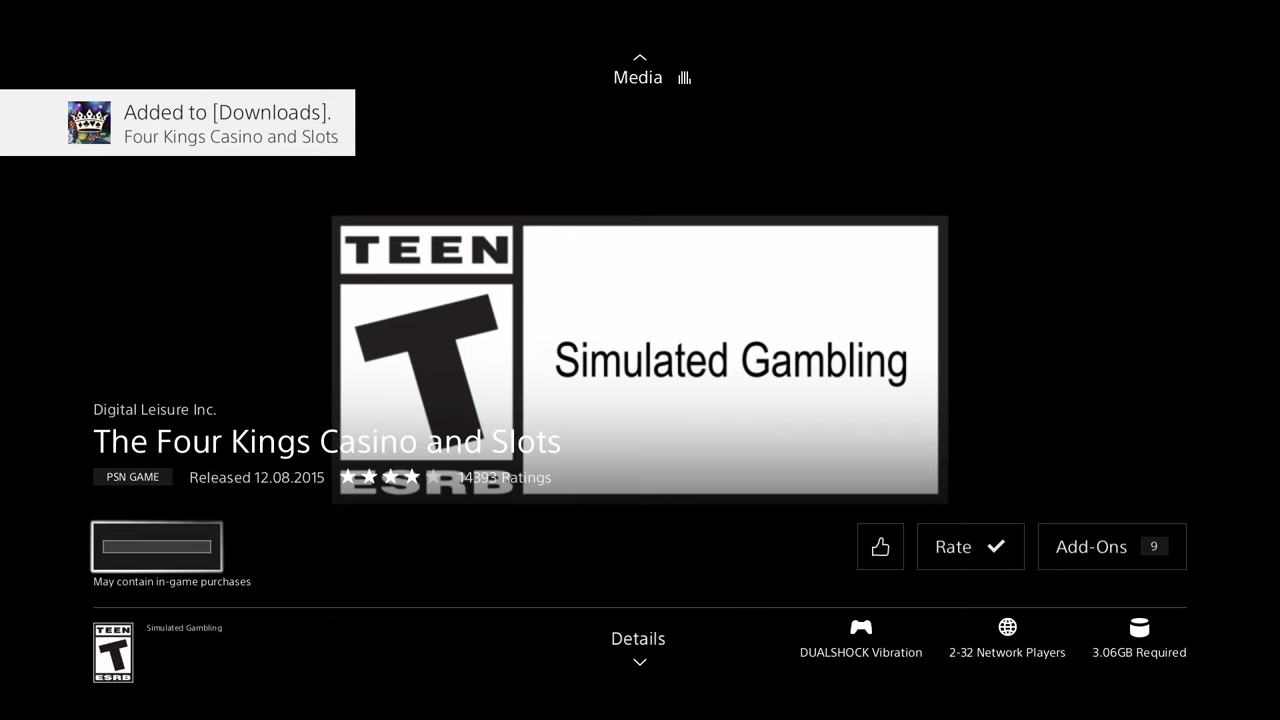 Media
Added to [Downloads].
Four Kings Casino and Slots
TEEN
T
ESRB
Simulated Gambling
Digital Leisure Inc.
The Four Kings Casino and Slots
PSN GAME
Released 12.08.2015
14393 Ratings
Rate
Add-Ons 9
May contain in-game purchases
TEEN
T
ESRB
Simulated Gambling
Details
DUALSHOCK Vibration
2-32 Network Players
3.06GB Required